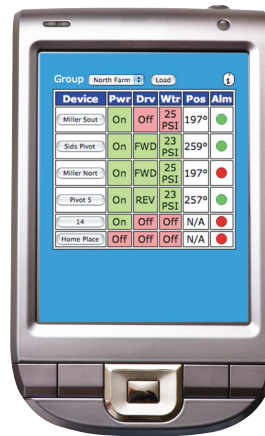 Group North Farm Load i
Device Pwr Drv Wtr Pos Alm
Miller Sout On Off 25 PSI 197°
Sids Pivot On FWD 23 PSI 259°
Miller Nort On FWD 25 PSI 197°
Pivot 5 On REV 23 PSI 257°
14 On Off Off N/A
Home Place Off Off Off N/A